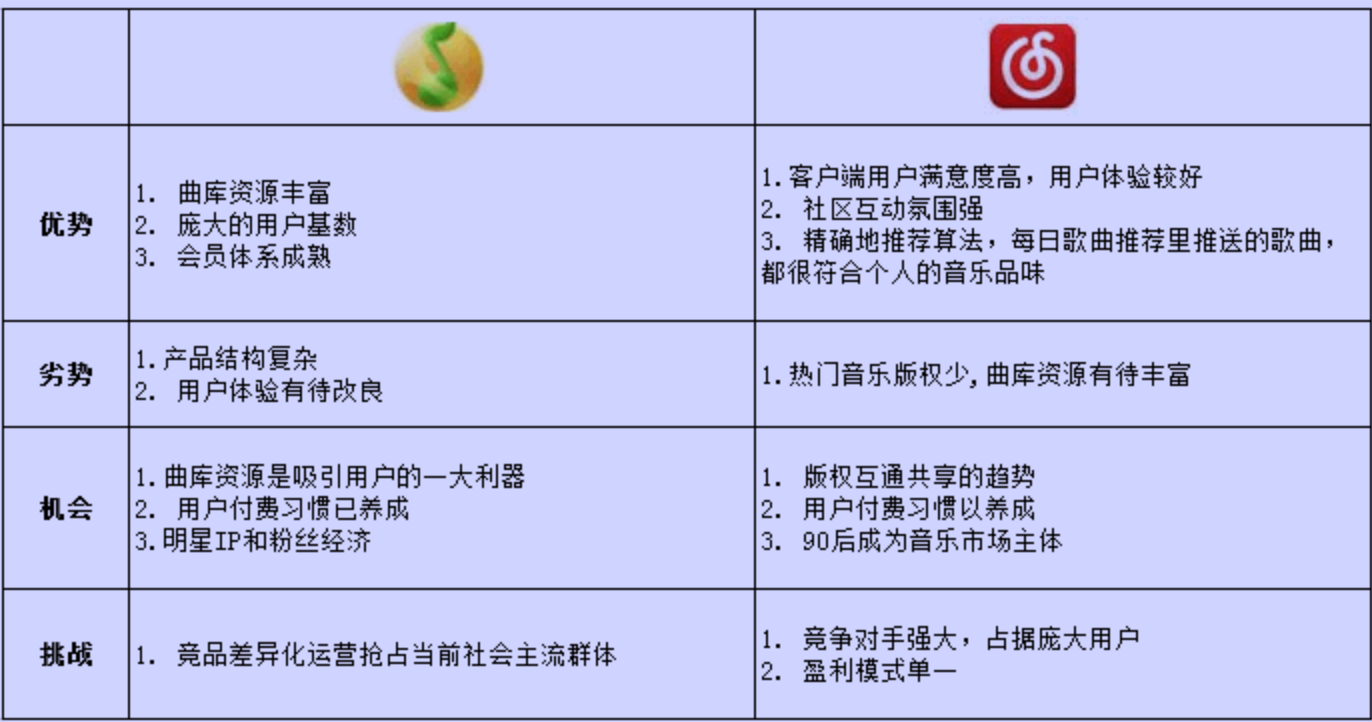 优势
1. 曲库资源丰富
2. 庞大的用户基数
3. 会员体系成熟
1.客户端用户满意度高，用户体验较好
2. 社区互动氛围强
3. 精确地推荐算法，每日歌曲推荐里推送的歌曲，
都很符合个人的音乐品味
劣势
1.产品结构复杂
2. 用户体验有待改良
1.热门音乐版权少,曲库资源有待丰富
机会
1.曲库资源是吸引用户的一大利器
2. 用户付费习惯已养成
3.明星IP和粉丝经济
1. 版权互通共享的趋势
2. 用户付费习惯以养成
3. 90后成为音乐市场主体
挑战
1. 竞品差异化运营抢占当前社会主流群体
1. 竞争对手强大，占据庞大用户
2. 盈利模式单一